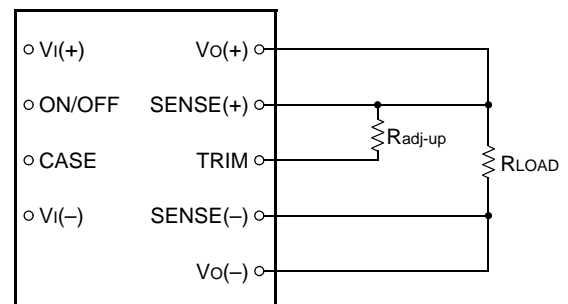 VI(+) VO(+)
ON/OFF SENSE(+)
Radj-up
CASE TRIM
RLOAD
VI(–) SENSE(–)
VO(–)